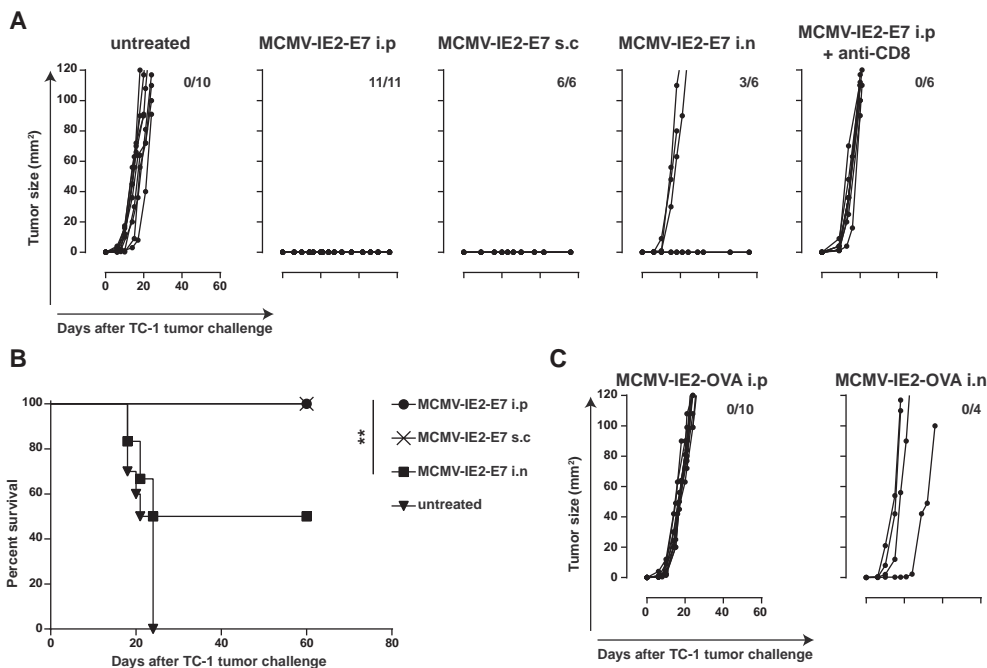 A
untreated
MCMV-IE2-E7 i.p
MCMV-IE2-E7 s.c
MCMV-IE2-E7 i.n
MCMV-IE2-E7 i.p
+ anti-CD8
Tumor size (mm²)
120
100
80
60
40
20
0
0/10
11/11
6/6
3/6
0/6
0 20 40 60
Days after TC-1 tumor challenge
B
Percent survival
100
80
60
40
20
0
0 20 40 60 80
Days after TC-1 tumor challenge
MCMV-IE2-E7 i.p
MCMV-IE2-E7 s.c
MCMV-IE2-E7 i.n
untreated
**
C
MCMV-IE2-OVA i.p
MCMV-IE2-OVA i.n
Tumor size (mm²)
120
100
80
60
40
20
0
0/10
0/4
0 20 40 60
Days after TC-1 tumor challenge